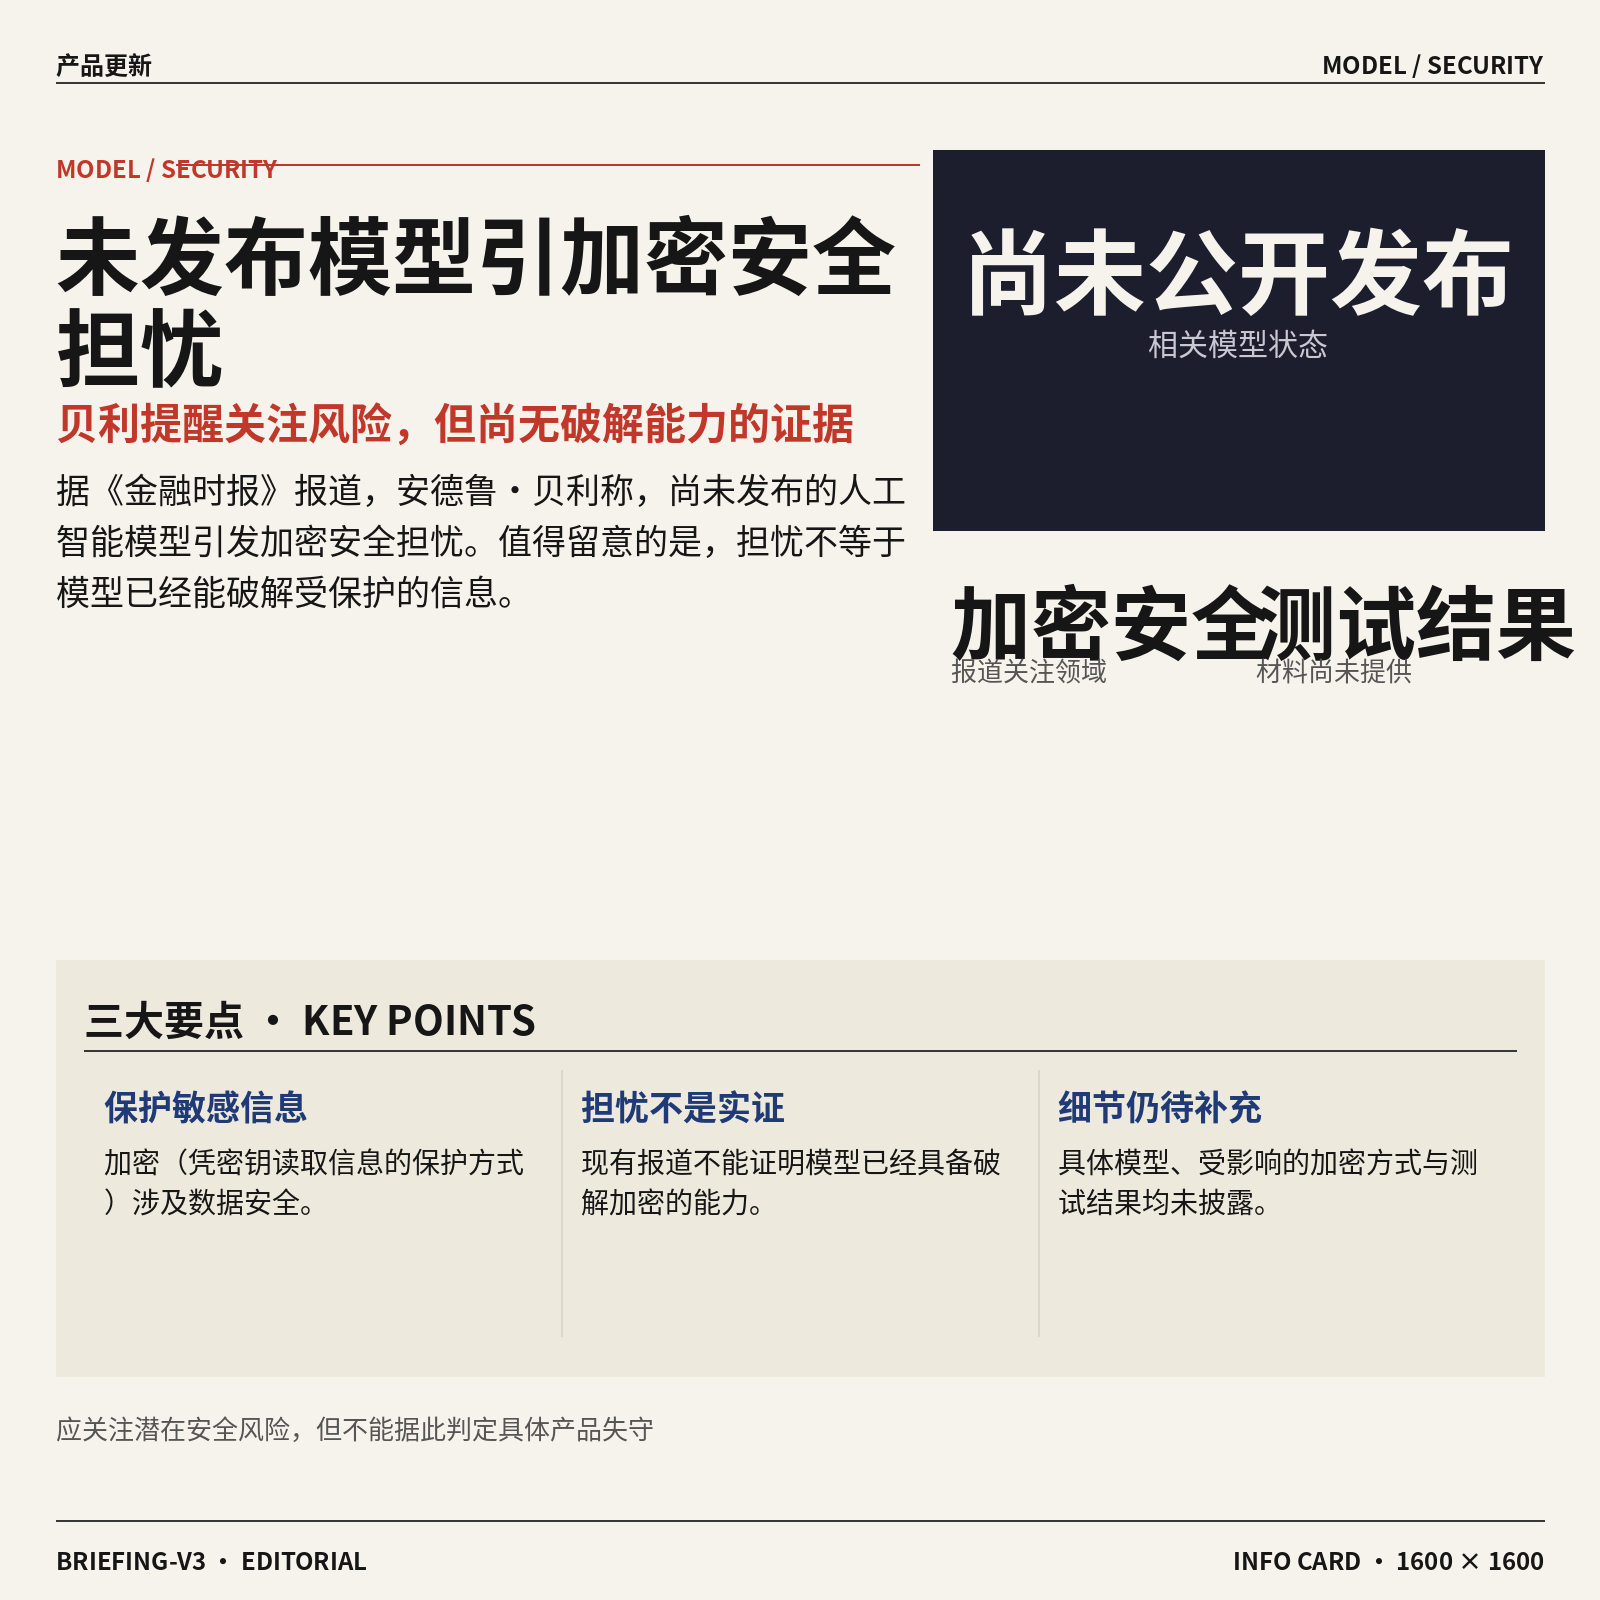 产品更新
MODEL / SECURITY
MODEL / SECURITY
未发布模型引加密安全
担忧
贝利提醒关注风险，但尚无破解能力的证据
据《金融时报》报道，安德鲁・贝利称，尚未发布的人工
智能模型引发加密安全担忧。值得留意的是，担忧不等于
模型已经能破解受保护的信息。
尚未公开发布
相关模型状态
加密安全
报道关注领域
测试结果
材料尚未提供
三大要点 · KEY POINTS
保护敏感信息
加密（凭密钥读取信息的保护方式
）涉及数据安全。
担忧不是实证
现有报道不能证明模型已经具备破
解加密的能力。
细节仍待补充
具体模型、受影响的加密方式与测
试结果均未披露。
应关注潜在安全风险，但不能据此判定具体产品失守
BRIEFING-V3 · EDITORIAL
INFO CARD · 1600 × 1600